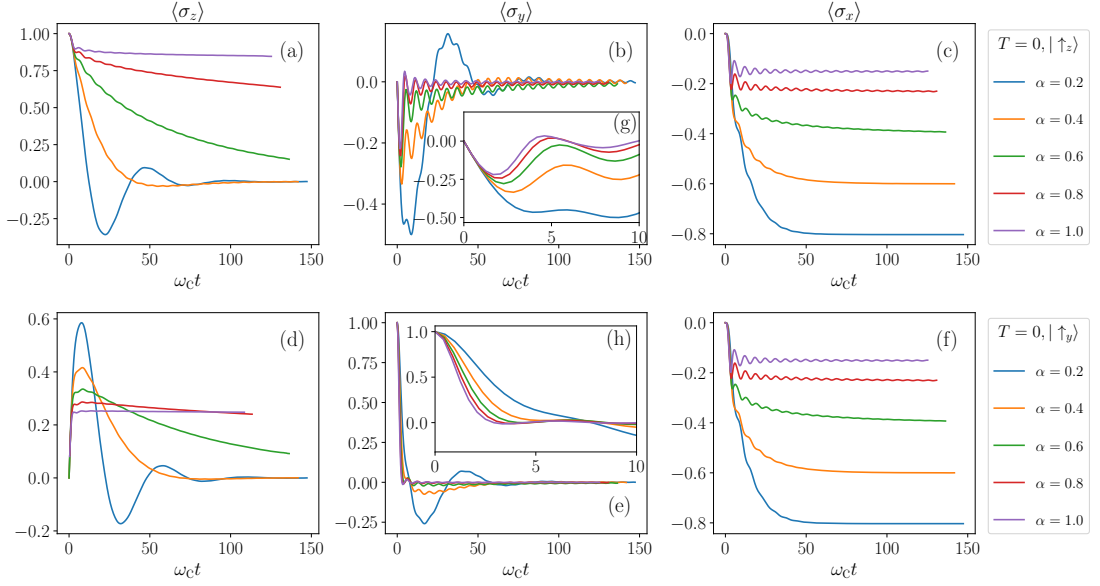 ⟨σz⟩
⟨σy⟩
⟨σx⟩
1.00
0.75
0.50
0.25
0.00
−0.25
(a)
0 50 100 150
ωct
0.0
−0.2
−0.4
(b)
(g)
0.00
−0.25
−0.50
0 5 10
0 50 100 150
ωct
−0.0
−0.2
−0.4
−0.6
−0.8
(c)
0 50 100 150
ωct
T = 0, | ↑z⟩
α = 0.2
α = 0.4
α = 0.6
α = 0.8
α = 1.0
0.6
0.4
0.2
0.0
−0.2
(d)
0 50 100 150
ωct
1.00
0.75
0.50
0.25
0.00
−0.25
(h)
1.0
0.5
0.0
0 5 10
(e)
0 50 100 150
ωct
−0.0
−0.2
−0.4
−0.6
−0.8
(f)
0 50 100 150
ωct
T = 0, | ↑y⟩
α = 0.2
α = 0.4
α = 0.6
α = 0.8
α = 1.0